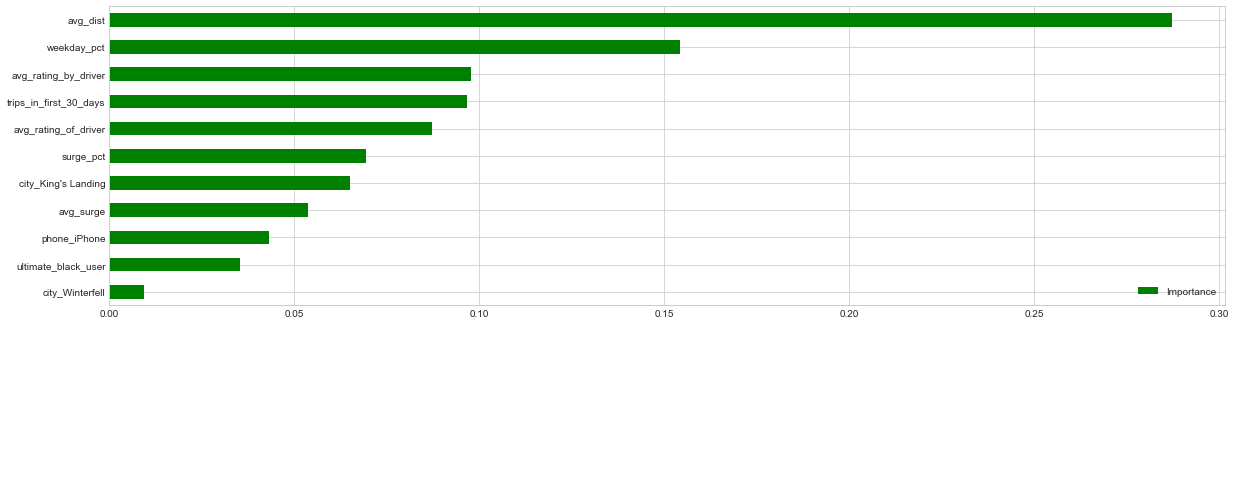 avg_dist
weekday_pct
avg_rating_by_driver
trips_in_first_30_days
avg_rating_of_driver
surge_pct
city_King's Landing
avg_surge
phone_iPhone
ultimate_black_user
city_Winterfell
Importance
0.00 0.05 0.10 0.15 0.20 0.25 0.30